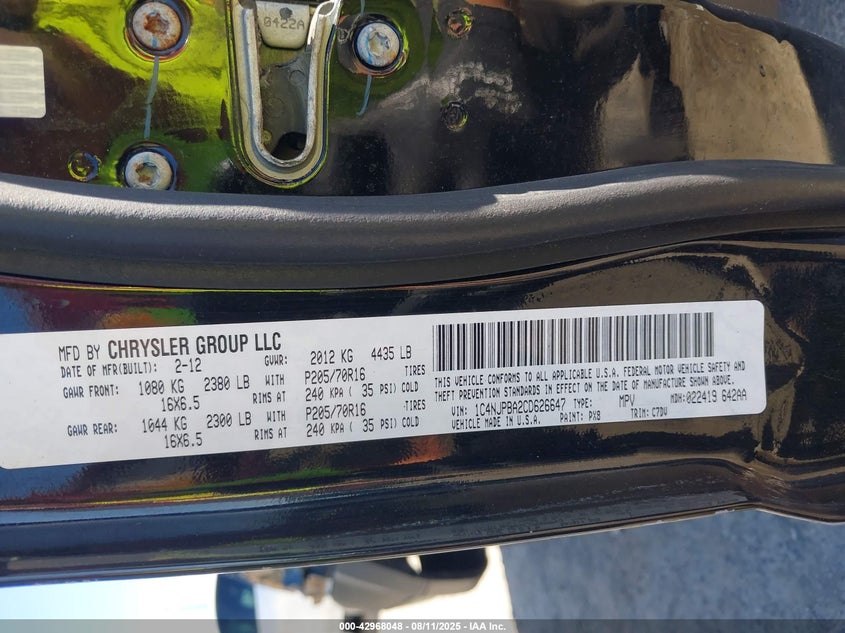 0422A
MFD BY CHRYSLER GROUP LLC
DATE OF MFR(BUILT): 2-12 GVWR: 2012 KG 4435 LB
GAWR FRONT: 1080 KG 2380 LB WITH P205/70R16 TIRES
16X6.5 RIMS AT 240 KPA ( 35 PSI) COLD
GAWR REAR: 1044 KG 2300 LB WITH P205/70R16 TIRES
16X6.5 RIMS AT 240 KPA ( 35 PSI) COLD
THIS VEHICLE CONFORMS TO ALL APPLICABLE U.S.A. FEDERAL MOTOR VEHICLE SAFETY AND
THEFT PREVENTION STANDARDS IN EFFECT ON THE DATE OF MANUFACTURE SHOWN ABOVE.
VIN: 1C4NJPBA2CD626647 TYPE: MPV MDH: 022419 642AA
VEHICLE MADE IN U.S.A. PAINT: PX8 TRIM: C7DV
000-42968048 - 08/11/2025 - IAA Inc.